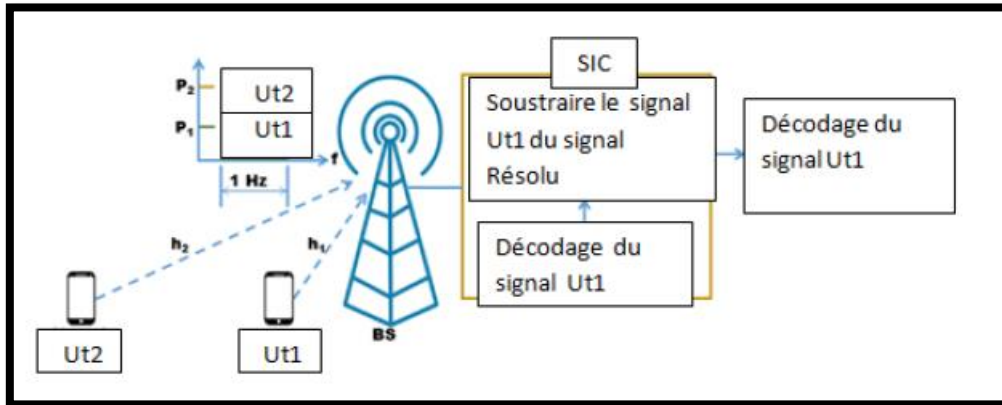 SIC
P₂
Ut2
P₁
Ut1
f
1 Hz
Soustraire le signal
Ut1 du signal
Résolu
Décodage du
signal Ut1
Décodage du
signal Ut1
h₂
h₁
BS
Ut2
Ut1